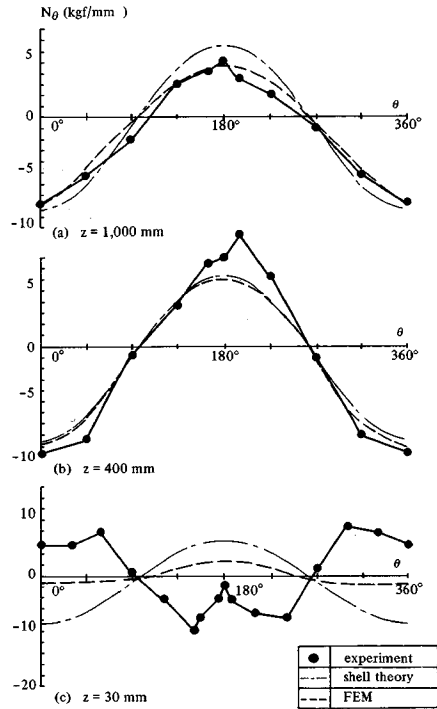 Nθ (kgf/mm)
5
0
-5
-10
0°
180°
θ
360°
(a) z = 1,000 mm
5
0
-5
-10
0°
180°
360°
(b) z = 400 mm
10
0
-10
-20
0°
180°
θ
360°
(c) z = 30 mm
experiment
shell theory
FEM